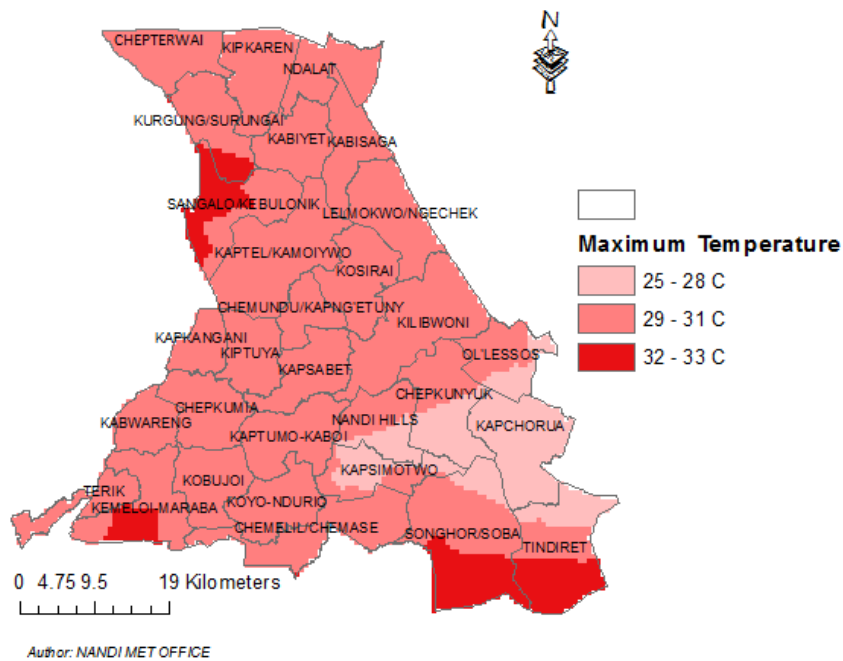 N
CHEPTERWAI
KIPKAREN
NDALAT
KURGUNG/SURUNGAI
KABIYET
KABISAGA
SANGALO/KEBULONIK
LELMOKWO/NGECHEK
KAPTEL/KAMOIYWO
KOSIRAI
CHEMUNDU/KAPNG'ETUNY
KILIBWONI
KAPKANGANI
KIPTUYA
OL'LESSOS
KAPSABET
CHEPKUNYUK
CHEPKUMIA
NANDI HILLS
KAPCHORUA
KABWARENG
KAPTUMO-KABOI
KAPSIMOTWO
KOBUJOI
TERIK
KEMELOI-MARABA
KOYO-NDURIO
CHEMELIL/CHEMASE
SONGHOR/SOBA
TINDIRET
Maximum Temperature
25 - 28 C
29 - 31 C
32 - 33 C
0 4.75 9.5 19 Kilometers
Author: NANDI MET OFFICE